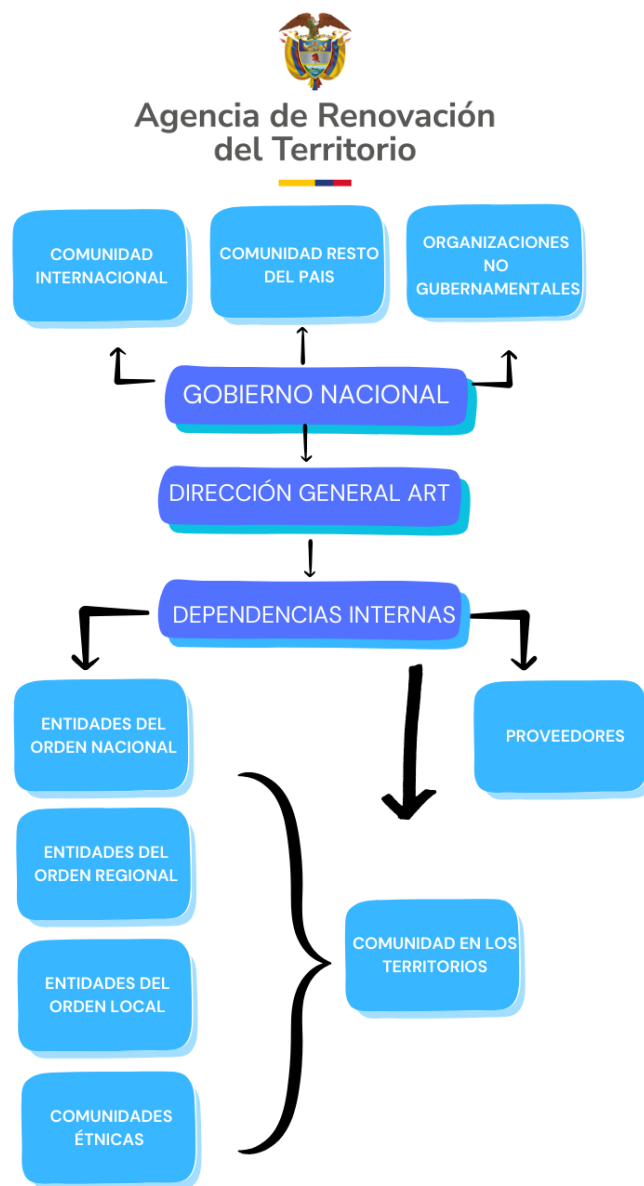 Agencia de Renovación
del Territorio
COMUNIDAD
INTERNACIONAL
COMUNIDAD RESTO
DEL PAIS
ORGANIZACIONES
NO
GUBERNAMENTALES
GOBIERNO NACIONAL
DIRECCIÓN GENERAL ART
DEPENDENCIAS INTERNAS
ENTIDADES DEL
ORDEN NACIONAL
PROVEEDORES
ENTIDADES DEL
ORDEN REGIONAL
COMUNIDAD EN LOS
TERRITORIOS
ENTIDADES DEL
ORDEN LOCAL
COMUNIDADES
ÉTNICAS